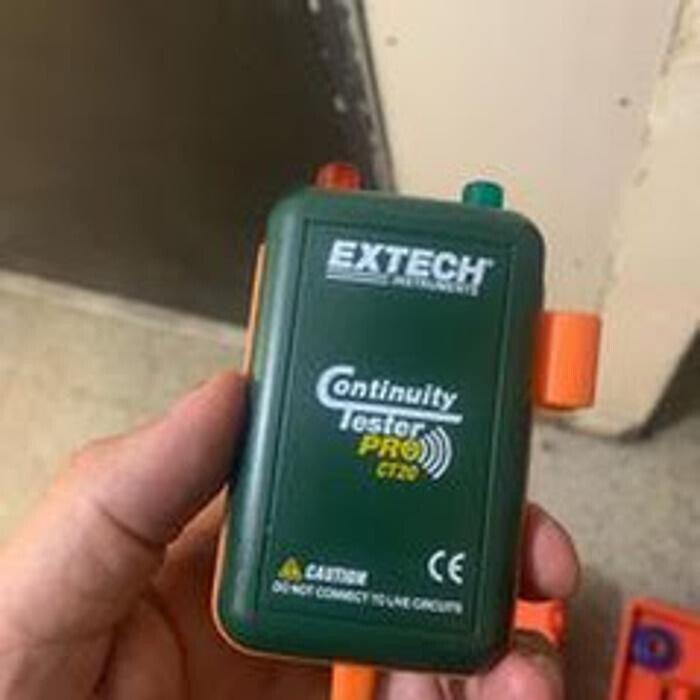 EXTECH
INSTRUMENTS
Continuity
Tester
PRO
CT20
CE
CAUTION
DO NOT CONNECT TO LIVE CIRCUITS